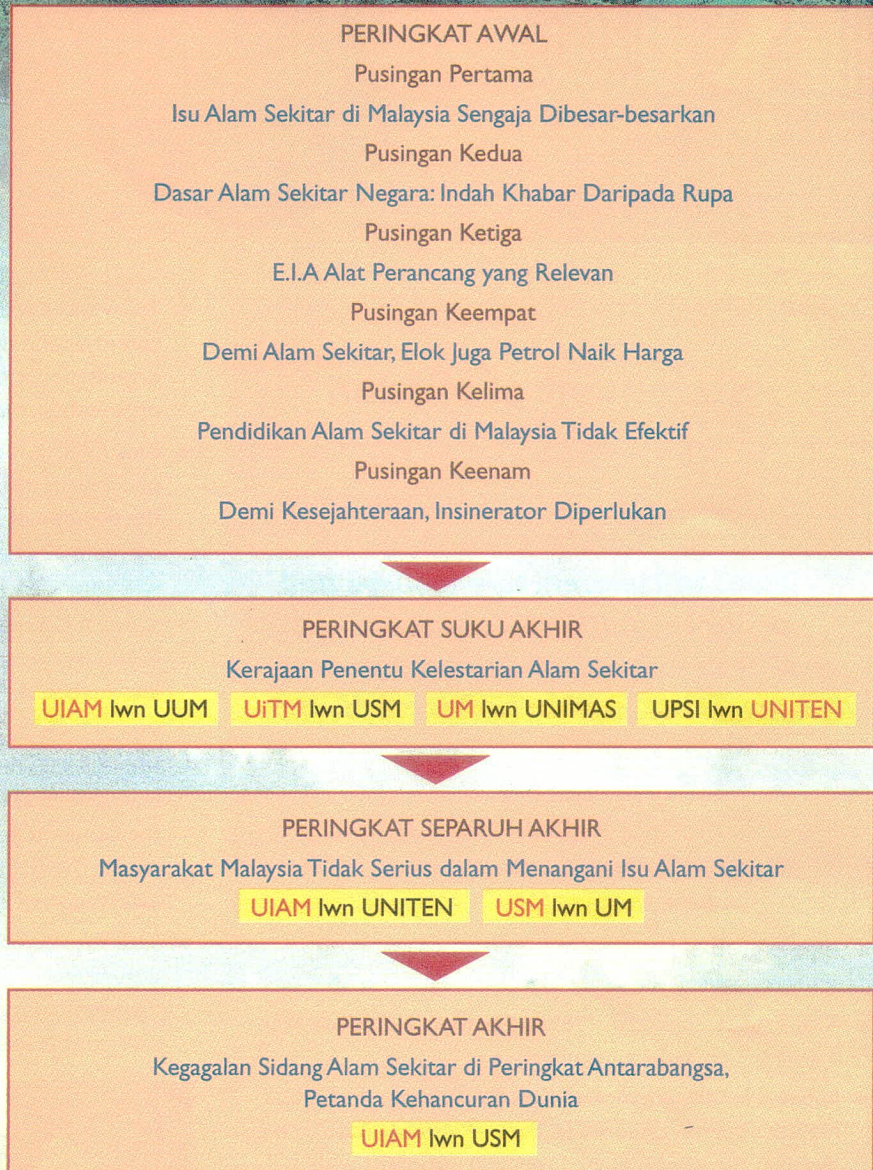 PERINGKAT AWAL
Pusingan Pertama
Isu Alam Sekitar di Malaysia Sengaja Dibesar-besarkan
Pusingan Kedua
Dasar Alam Sekitar Negara: Indah Khabar Daripada Rupa
Pusingan Ketiga
E.I.A Alat Perancang yang Relevan
Pusingan Keempat
Demi Alam Sekitar, Elok Juga Petrol Naik Harga
Pusingan Kelima
Pendidikan Alam Sekitar di Malaysia Tidak Efektif
Pusingan Keenam
Demi Kesejahteraan, Insinerator Diperlukan
PERINGKAT SUKU AKHIR
Kerajaan Penentu Kelestarian Alam Sekitar
UIAM lwn UUM UiTM lwn USM UM lwn UNIMAS UPSI lwn UNITEN
PERINGKAT SEPARUH AKHIR
Masyarakat Malaysia Tidak Serius dalam Menangani Isu Alam Sekitar
UIAM lwn UNITEN USM lwn UM
PERINGKAT AKHIR
Kegagalan Sidang Alam Sekitar di Peringkat Antarabangsa,
Petanda Kehancuran Dunia
UIAM lwn USM